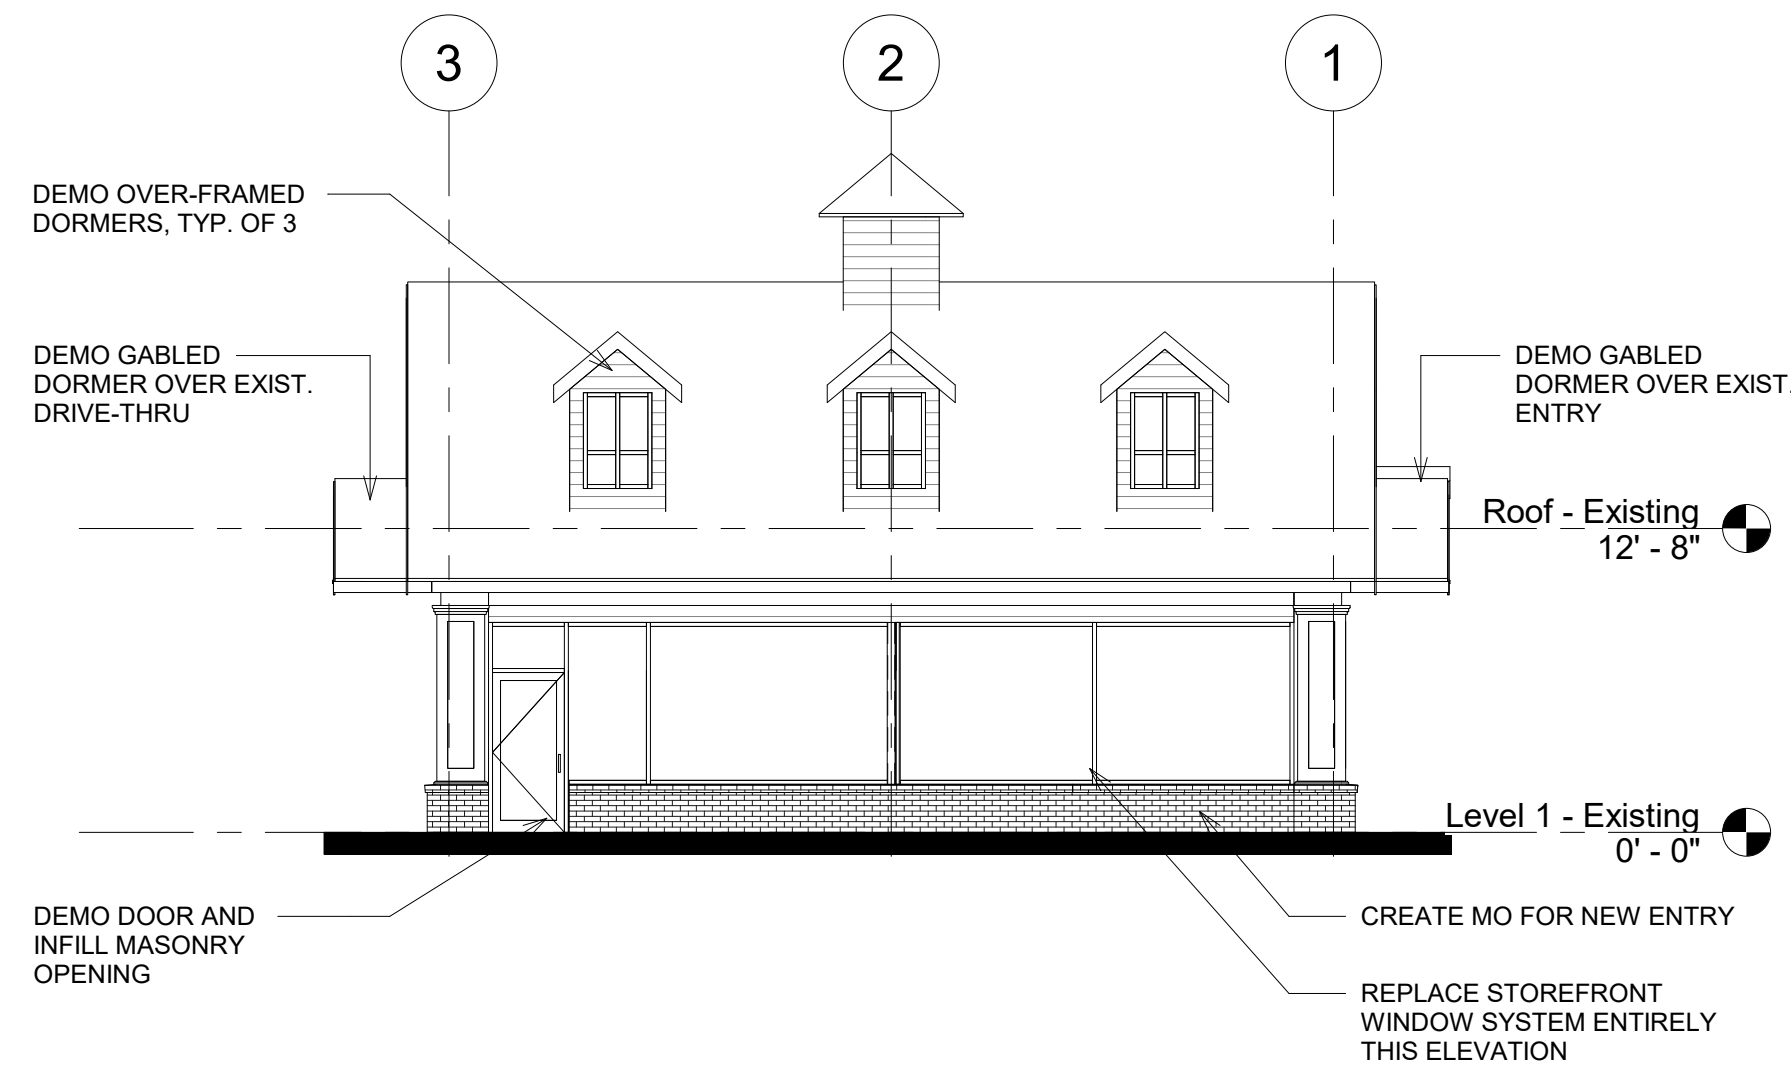 3
2
1
DEMO OVER-FRAMED
DORMERS, TYP. OF 3
DEMO GABLED
DORMER OVER EXIST.
DRIVE-THRU
DEMO GABLED
DORMER OVER EXIST.
ENTRY
Roof - Existing
12' - 8"
Level 1 - Existing
0' - 0"
DEMO DOOR AND
INFILL MASONRY
OPENING
CREATE MO FOR NEW ENTRY
REPLACE STOREFRONT
WINDOW SYSTEM ENTIRELY
THIS ELEVATION